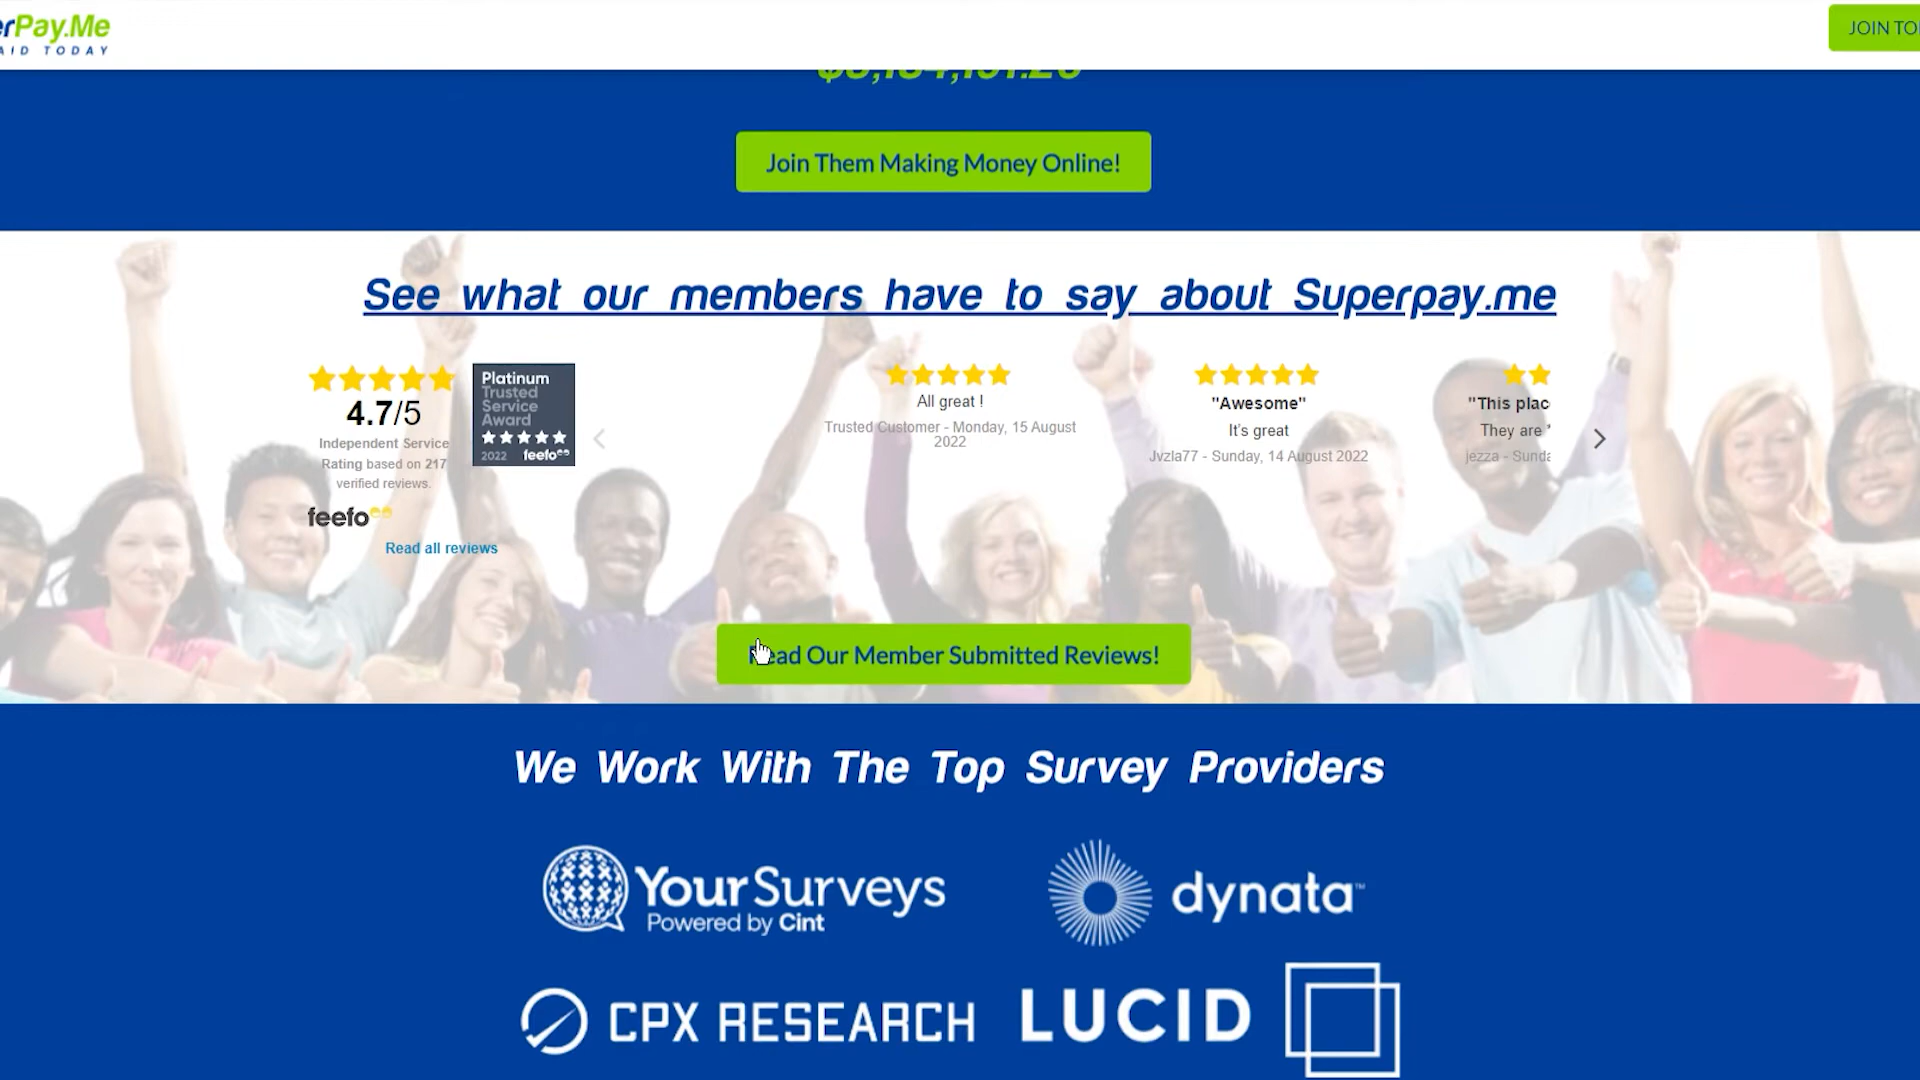 erPay.Me
AID TODAY
JOIN TO
Join Them Making Money Online!
See what our members have to say about Superpay.me
4.7/5
Independent Service
Rating based on 217
verified reviews.
feefo
Read all reviews
Platinum
Trusted
Service
Award
2022 feefo
All great !
Trusted Customer - Monday, 15 August
2022
"Awesome"
It's great
Jvzla77 - Sunday, 14 August 2022
"This plac
They are "
jezza - Sunda
Read Our Member Submitted Reviews!
We Work With The Top Survey Providers
YourSurveys
Powered by Cint
dynata™
CPX RESEARCH
LUCID